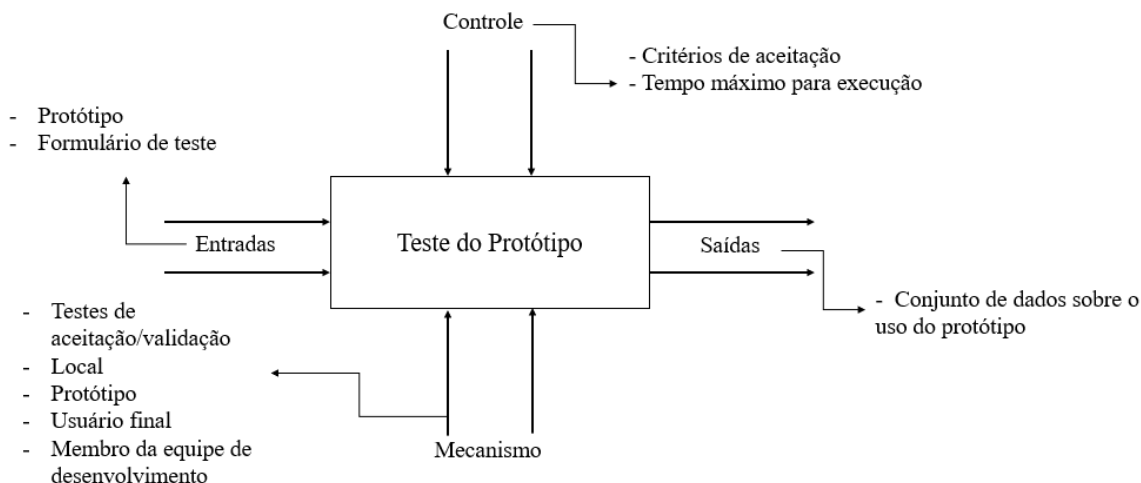 Controle
- Critérios de aceitação
- Tempo máximo para execução
- Protótipo
- Formulário de teste
Entradas
Teste do Protótipo
Saídas
- Conjunto de dados sobre o
uso do protótipo
- Testes de
aceitação/validação
- Local
- Protótipo
- Usuário final
- Membro da equipe de
desenvolvimento
Mecanismo